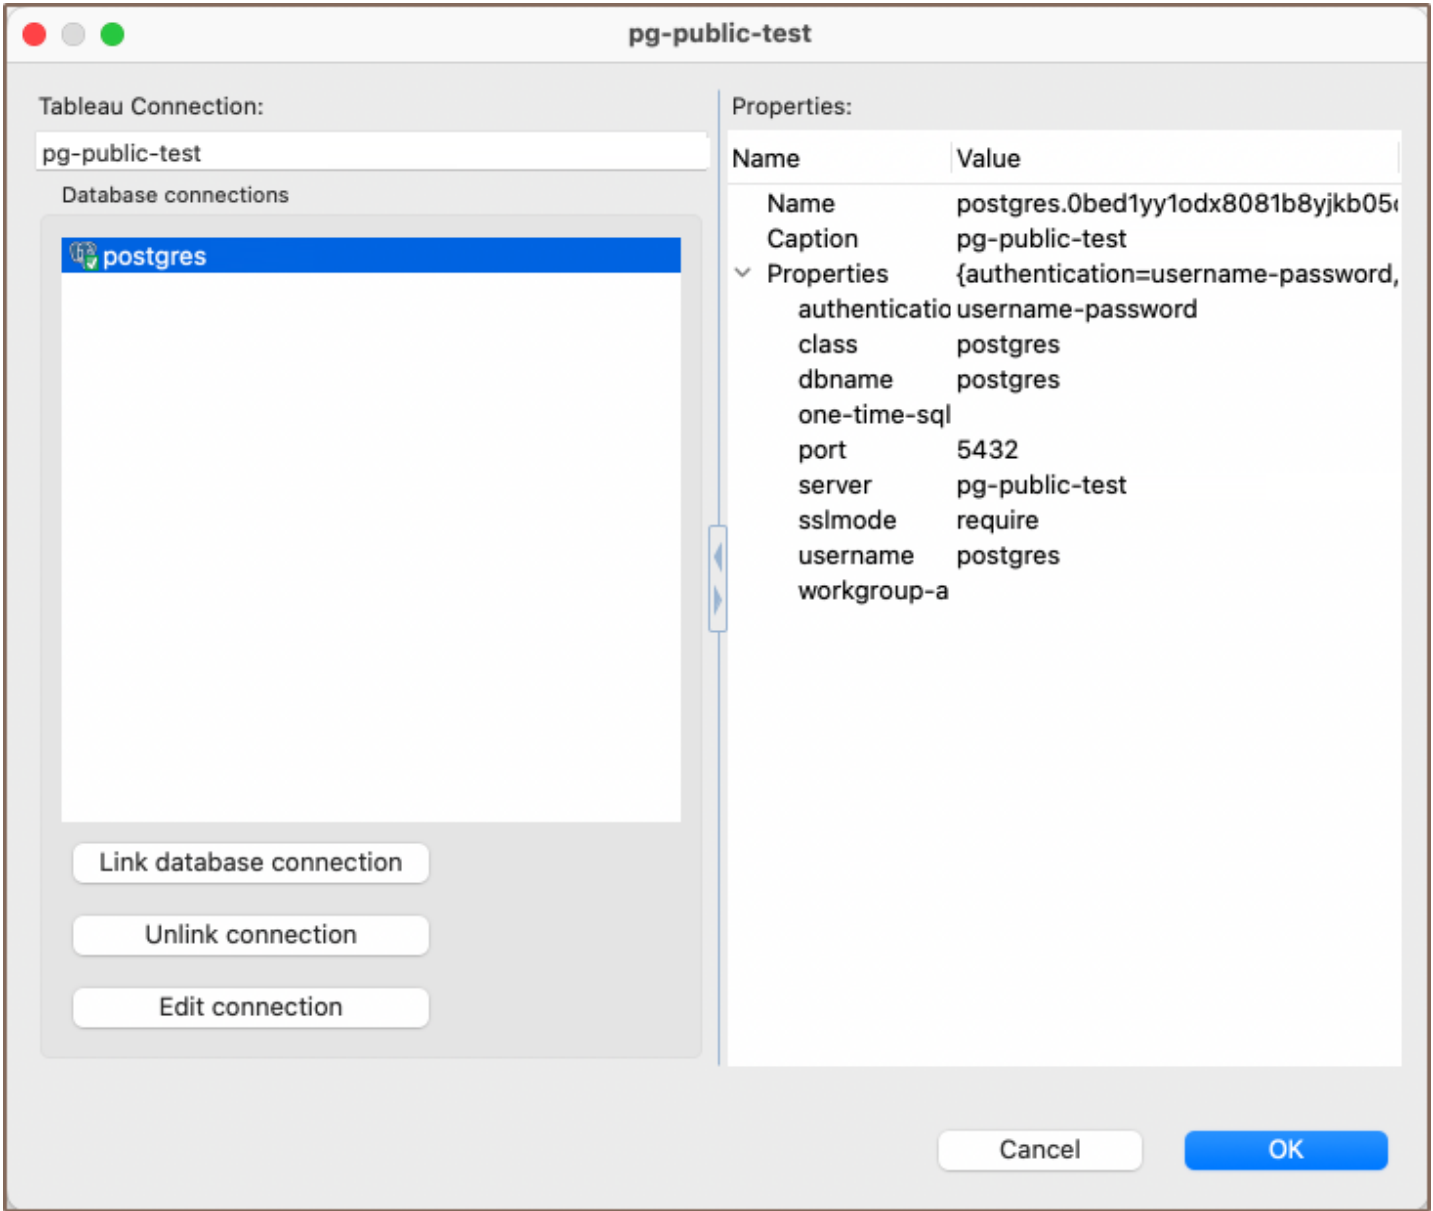 pg-public-test
Tableau Connection:
pg-public-test
Database connections
postgres
Link database connection
Unlink connection
Edit connection
Properties:
Name Value
Name postgres.0bed1yy1odx8081b8yjkb05
Caption pg-public-test
Properties {authentication=username-password,
authenticatio username-password
class postgres
dbname postgres
one-time-sql
port 5432
server pg-public-test
sslmode require
username postgres
workgroup-a
Cancel OK